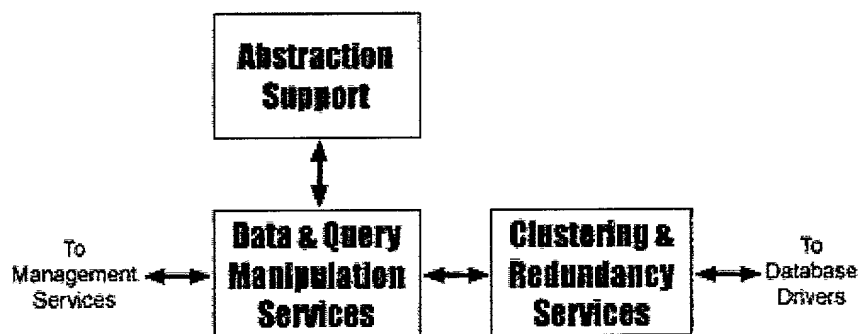 Abstraction
Support
To
Management
Services
Data & Query
Manipulation
Services
Clustering &
Redundancy
Services
To
Database
Drivers